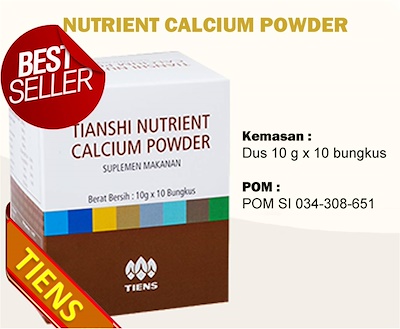 NUTRIENT CALCIUM POWDER
BEST
SELLER
TIANSHI NUTRIENT
CALCIUM POWDER
SUPLEMEN MAKANAN
Berat Bersih : 10g x 10 Bungkus
TIENS
TIENS
Kemasan :
Dus 10 g x 10 bungkus
POM :
POM SI 034-308-651